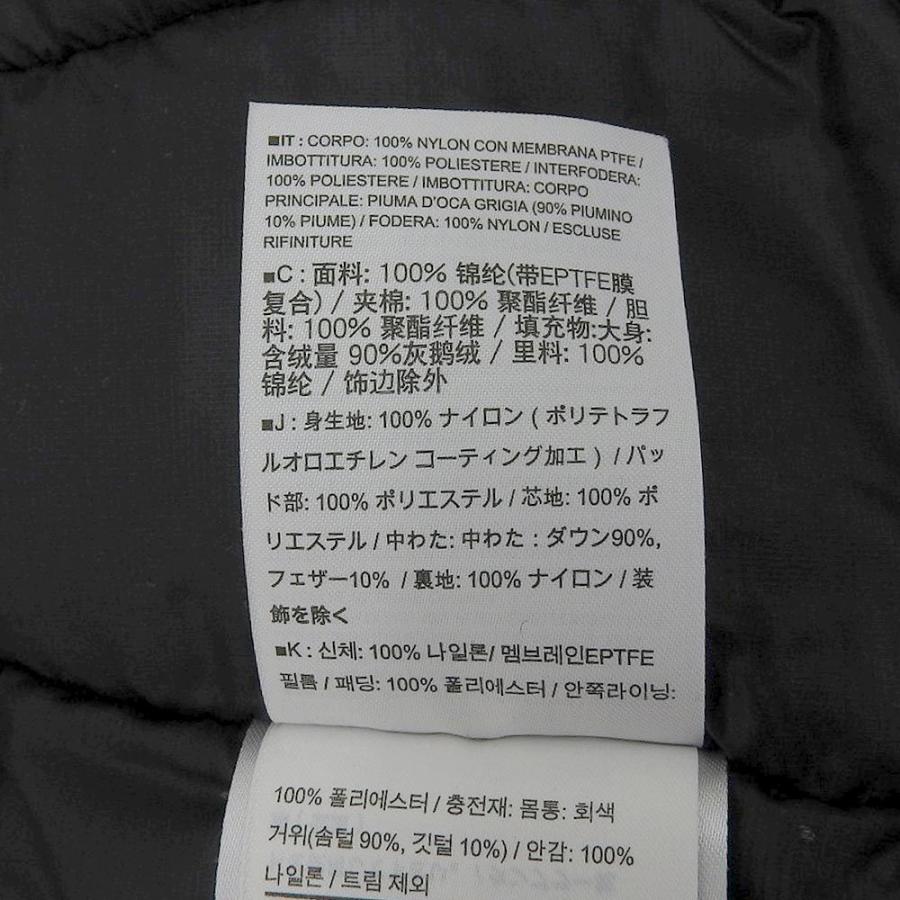 ■IT : CORPO: 100% NYLON CON MEMBRANA PTFE /
IMBOTTITURA: 100% POLIESTERE / INTERFODERA:
100% POLIESTERE / IMBOTTITURA: CORPO
PRINCIPALE: PIUMA D'OCA GRIGIA (90% PIUMINO
10% PIUME) / FODERA: 100% NYLON / ESCLUSE
RIFINITURE
■C : 面料: 100% 锦纶(带EPTFE膜
复合) / 夹棉: 100% 聚酯纤维 / 胆
料: 100% 聚酯纤维 / 填充物:大身:
含绒量 90%灰鹅绒 / 里料: 100%
锦纶 / 饰边除外
■J : 身生地: 100% ナイロン ( ポリテトラフ
ルオロエチレン コーティング加工 ) / パッ
ド部: 100% ポリエステル / 芯地: 100% ポ
リエステル / 中わた: 中わた : ダウン90%,
フェザー10% / 裏地: 100% ナイロン / 装
飾を除く
■K : 신체: 100% 나일론/ 멤브레인EPTFE
필름 / 패딩: 100% 폴리에스터 / 안쪽라이닝:
100% 폴리에스터 / 충전재: 몸통: 회색
거위(솜털 90%, 깃털 10%) / 안감: 100%
나일론 / 트림 제외